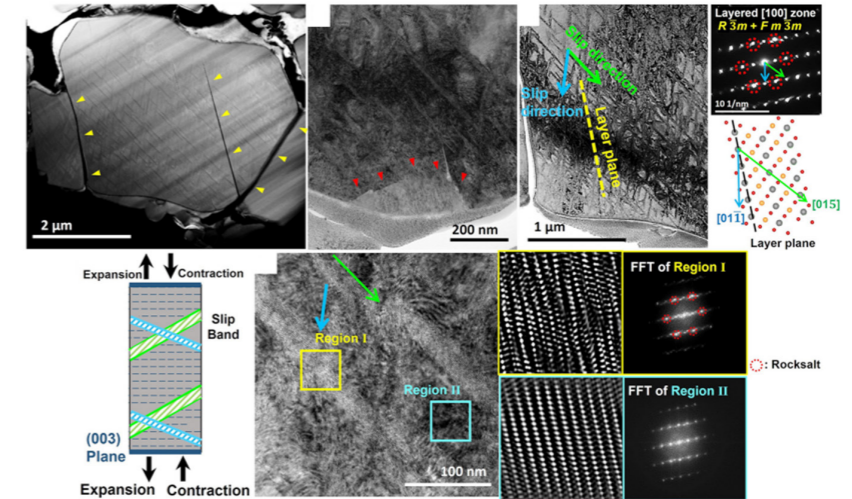 2 μm
200 nm
Slip direction
Slip
direction
Layer plane
1 μm
Layered [100] zone
R 3̅m + F m 3̅m
10 1/nm
[011̅]
[015̅]
Layer plane
Expansion
Contraction
Slip
Band
(003)
Plane
Expansion
Contraction
Region I
Region II
100 nm
FFT of Region I
FFT of Region II
: Rocksalt